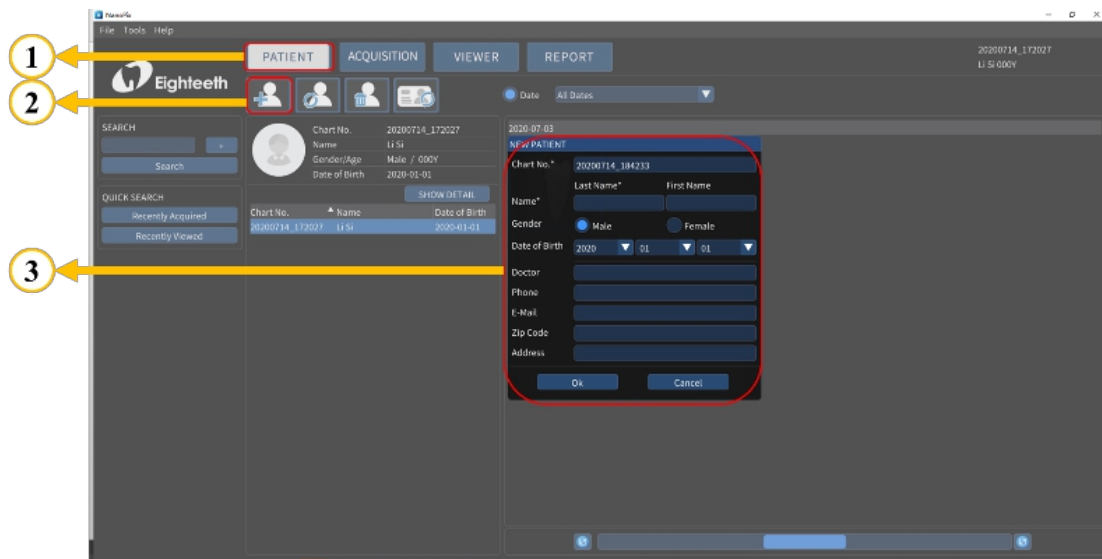 NanoPix
File Tools Help
1
PATIENT ACQUISITION VIEWER REPORT
20200714_172027
Li Si 000Y
Eighteeth
2
Date All Dates
SEARCH
+
Search
QUICK SEARCH
Recently Acquired
Recently Viewed
Chart No. 20200714_172027
Name Li Si
Gender/Age Male / 000Y
Date of Birth 2020-01-01
SHOW DETAIL
Chart No. Name Date of Birth
20200714_172027 Li Si 2020-01-01
3
2020-07-03
NEW PATIENT
Chart No.* 20200714_184233
Last Name* First Name
Name*
Gender Male Female
Date of Birth 2020 01 01
Doctor
Phone
E-Mail
Zip Code
Address
Ok Cancel